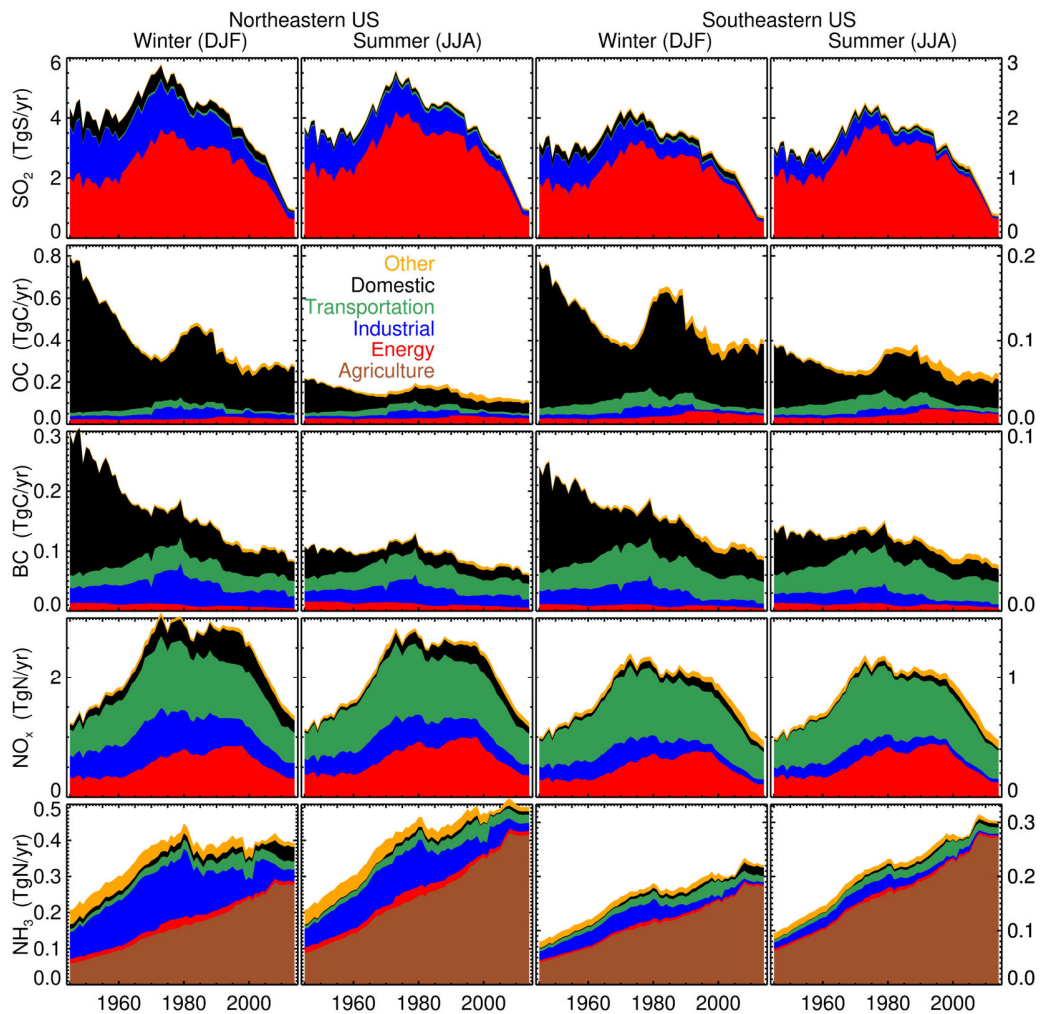 Northeastern US
Southeastern US
Winter (DJF)
Summer (JJA)
Winter (DJF)
Summer (JJA)
SO₂ (TgS/yr)
6
4
2
0
3
2
1
0
OC (TgC/yr)
0.8
0.6
0.4
0.2
0.0
Other
Domestic
Transportation
Industrial
Energy
Agriculture
0.2
0.1
0.0
BC (TgC/yr)
0.3
0.2
0.1
0.0
0.1
0.0
NOₓ (TgN/yr)
2
0
1
0
NH₃ (TgN/yr)
0.5
0.4
0.3
0.2
0.1
0.0
0.3
0.2
0.1
0.0
1960 1980 2000
1960 1980 2000
1960 1980 2000
1960 1980 2000